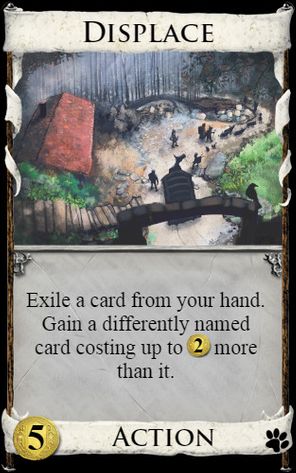 DISPLACE
Exile a card from your hand.
Gain a differently named
card costing up to 2 more
than it.
5 ACTION